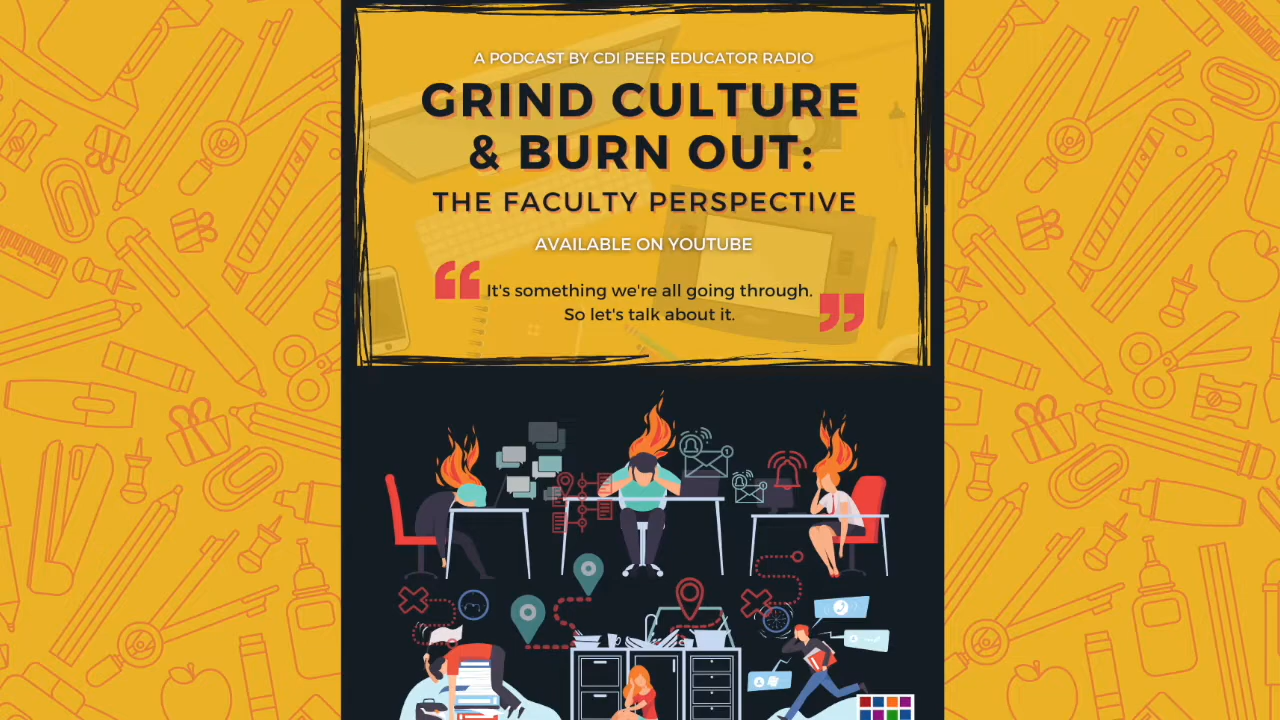 A PODCAST BY CDI PEER EDUCATOR RADIO
GRIND CULTURE
& BURN OUT:
THE FACULTY PERSPECTIVE
AVAILABLE ON YOUTUBE
“It's something we're all going through.
So let's talk about it.”